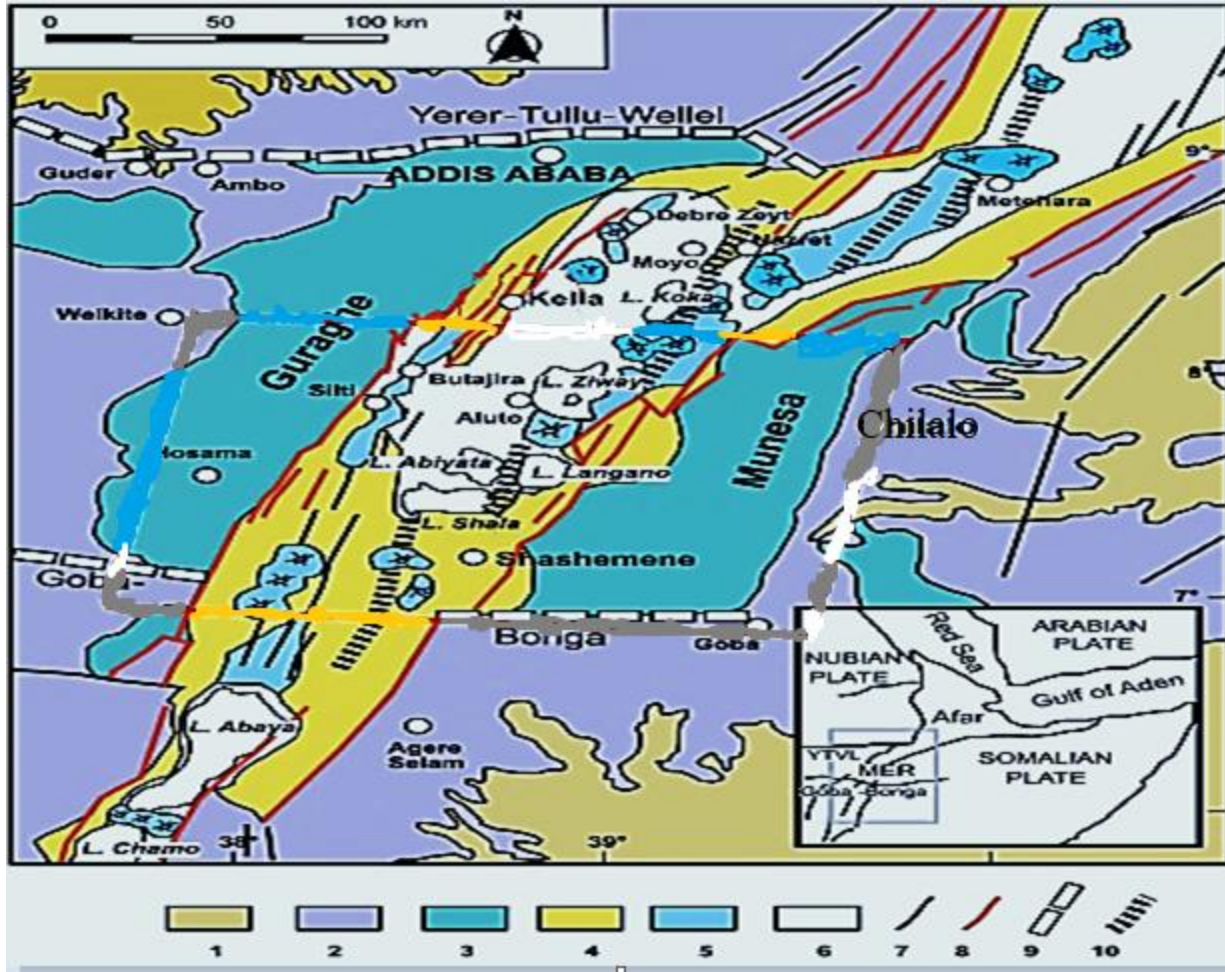 0 50 100 km
N
Yerer-Tullu-Wellel
Guder
Ambo
ADDIS ABABA
9°
Metehara
Debre Zeyt
Moyo
Nazret
Kella
L. Koka
Welkite
Guraghe
Butajira
L. Ziway
Silti
Aluto
8°
Chilalo
Munesa
Hosama
L. Abiyata
L. Langano
L. Shala
Shashemene
Goba-
Bonga
Goba
7°
L. Abaya
Agere
Selam
L. Chamo
38°
39°
NUBIAN
PLATE
Red Sea
ARABIAN
PLATE
Gulf of Aden
Afar
YTVL
MER
SOMALIAN
PLATE
Goba-Bonga
1 2 3 4 5 6 7 8 9 10